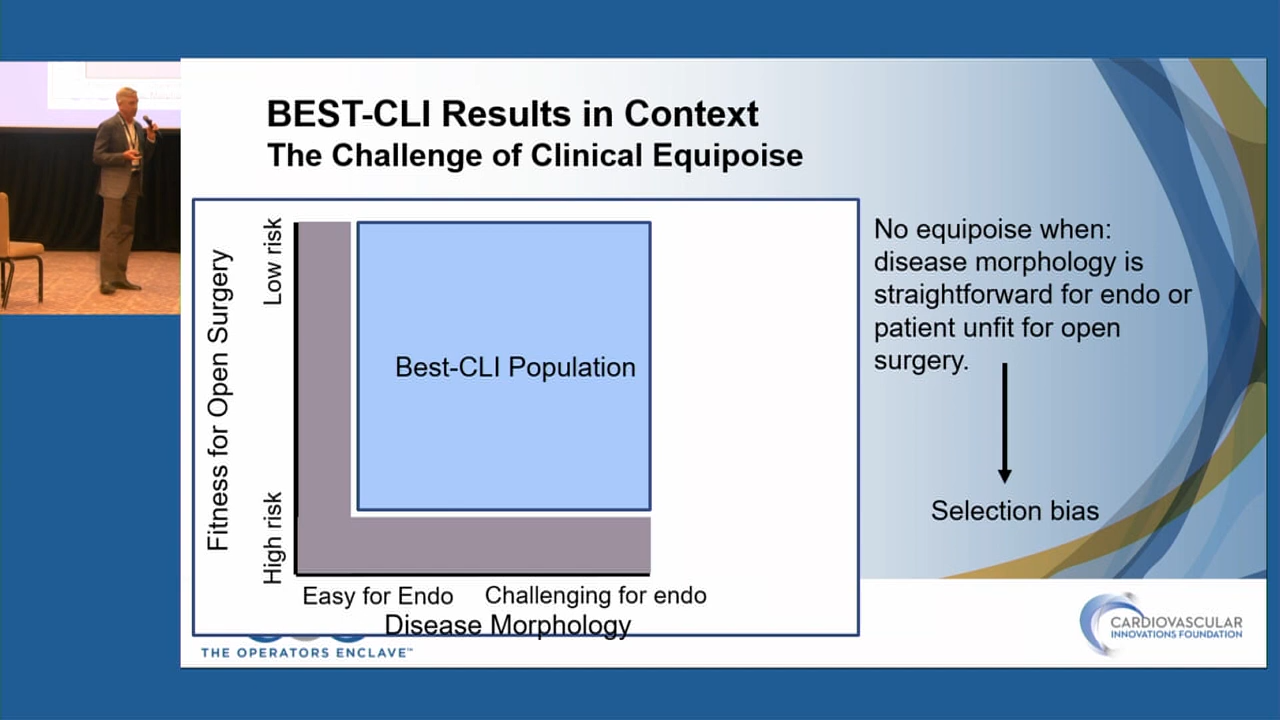 BEST-CLI Results in Context
The Challenge of Clinical Equipoise
Fitness for Open Surgery
Low risk
High risk
Best-CLI Population
Easy for Endo
Challenging for endo
Disease Morphology
No equipoise when:
disease morphology is
straightforward for endo or
patient unfit for open
surgery.
Selection bias
THE OPERATORS ENCLAVE™
CARDIOVASCULAR
INNOVATIONS FOUNDATION